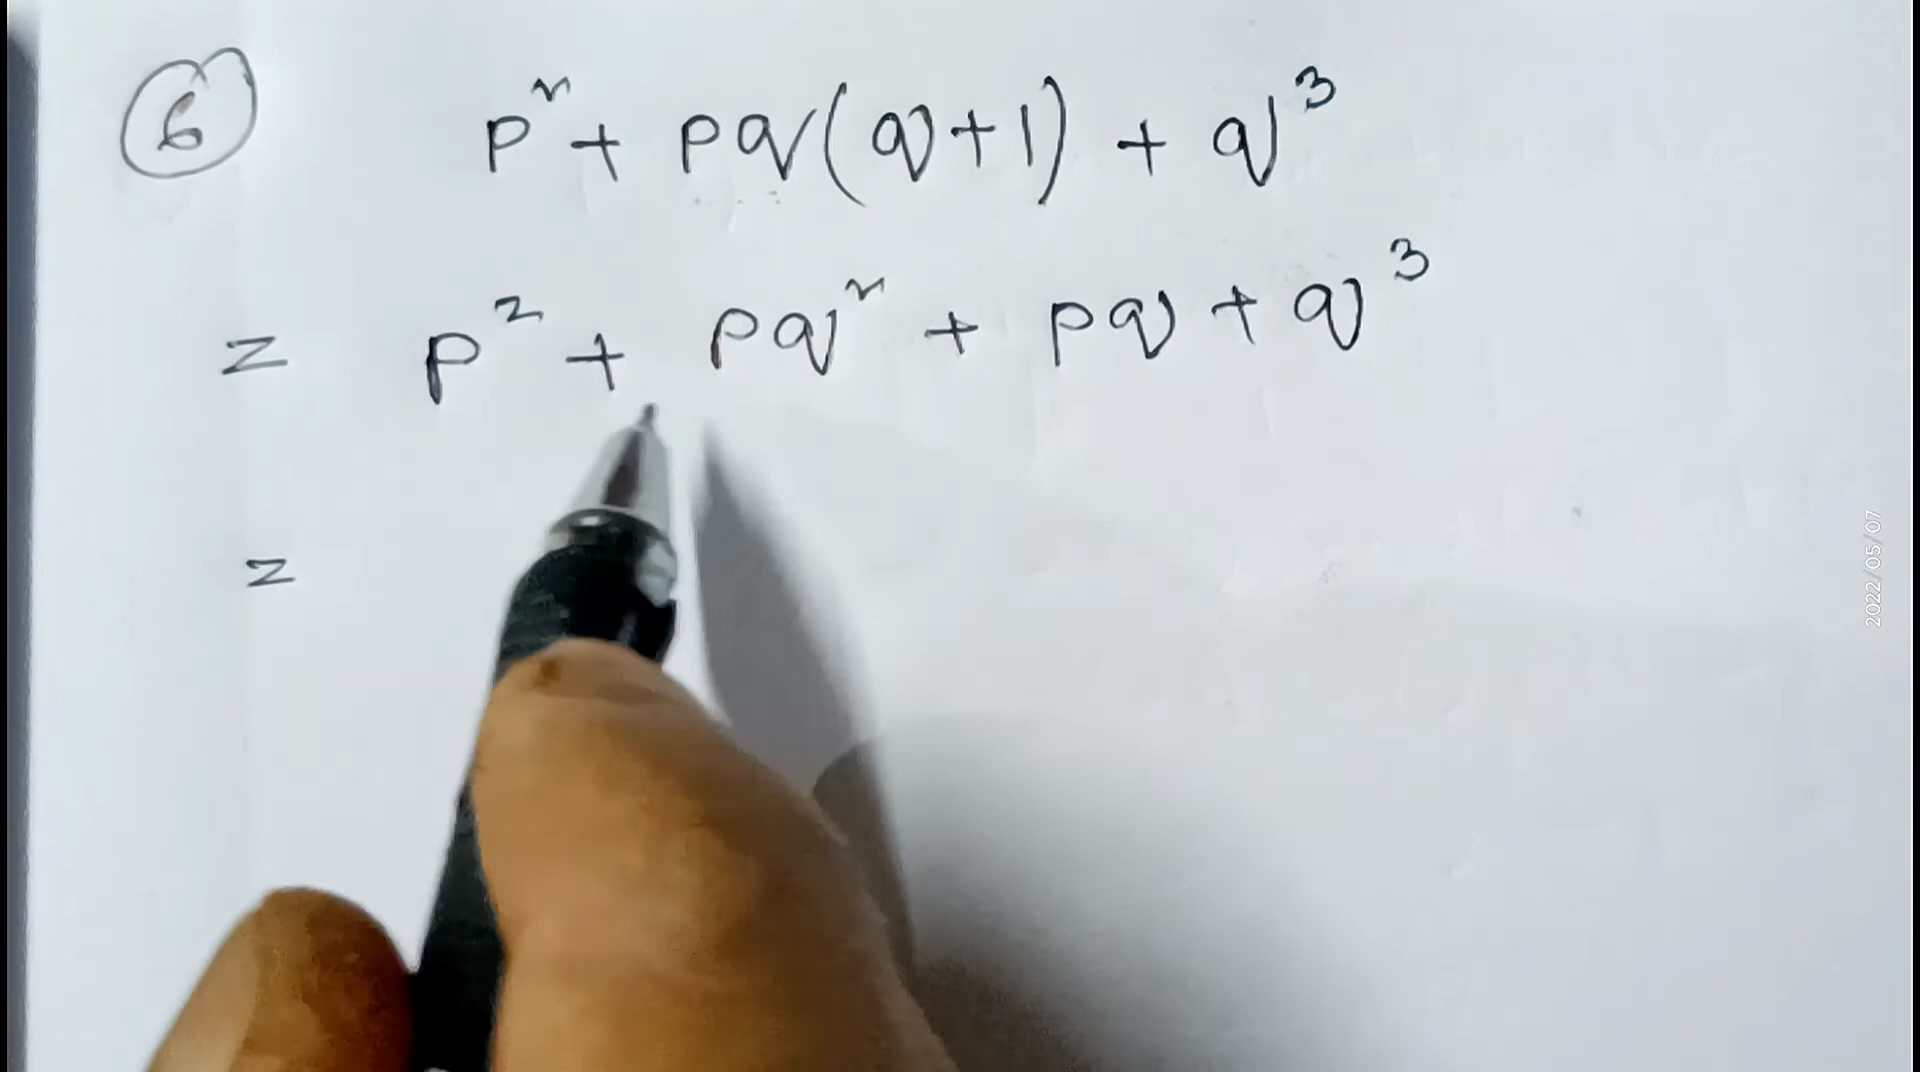 6 p² + pq(q+1) + q³
= p² + pq² + pq + q³
=
2022/05/07